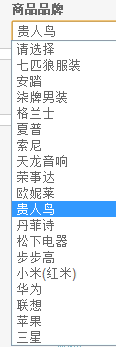 商品品牌
贵人鸟
请选择
七匹狼服装
安踏
柒牌男装
格兰士
夏普
索尼
天龙音响
荣事达
欧妮莱
贵人鸟
丹菲诗
松下电器
步步高
小米(红米)
华为
联想
苹果
三星